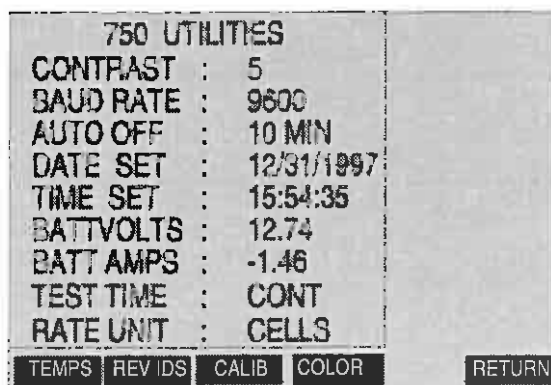 750 UTILITIES
CONTRAST : 5
BAUD RATE : 9600
AUTO OFF : 10 MIN
DATE SET : 12/31/1997
TIME SET : 15:54:35
BATTVOLTS : 12.74
BATT AMPS : -1.46
TEST TIME : CONT
RATE UNIT : CELLS
TEMPS REV IDS CALIB COLOR RETURN